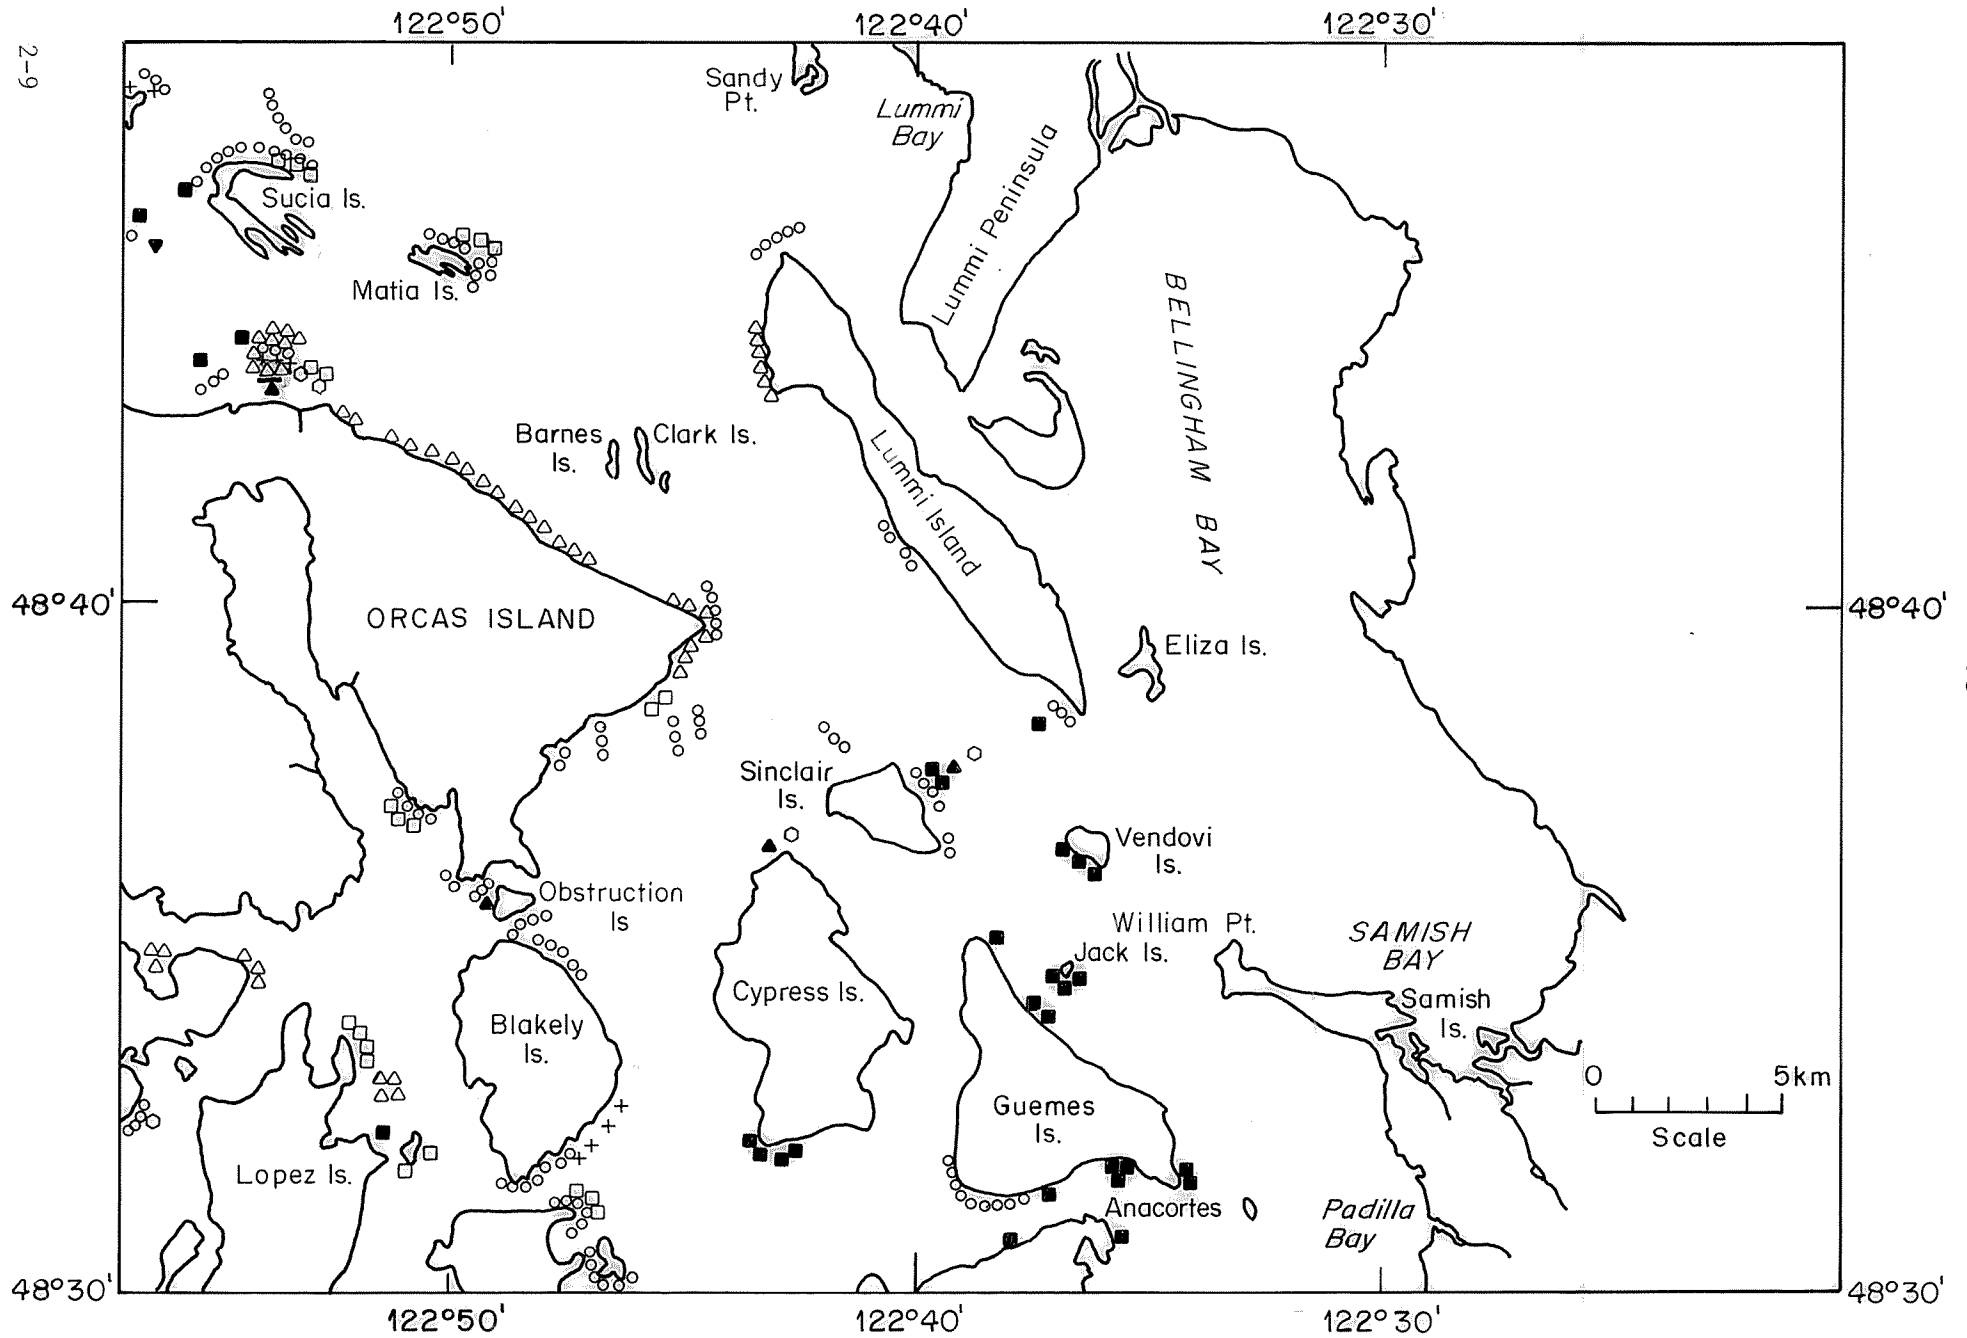 2-9
122°50'
122°40'
122°30'
Sandy
Pt.
Lummi
Bay
Lummi Peninsula
Sucia Is.
Matia Is.
BELLINGHAM BAY
Barnes
Is.
Clark Is.
Lummi Island
48°40'
ORCAS ISLAND
48°40'
Eliza Is.
Sinclair
Is.
Vendovi
Is.
Obstruction
Is
William Pt.
Jack Is.
SAMISH
BAY
Cypress Is.
Samish
Is.
Blakely
Is.
0
5km
Scale
Guemes
Is.
Lopez Is.
Anacortes
Padilla
Bay
48°30'
48°30'
122°50'
122°40'
122°30'